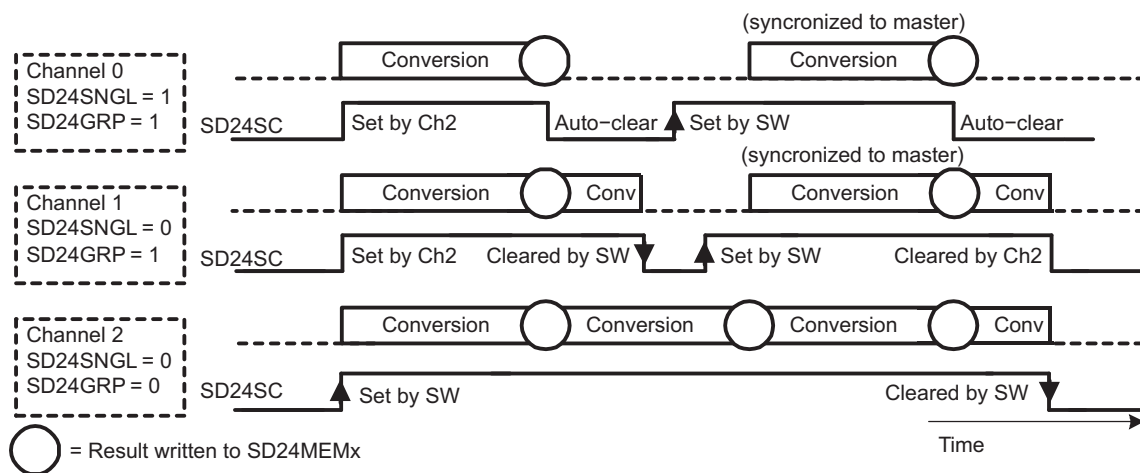 (syncronized to master)
Conversion Conversion
Channel 0
SD24SNGL = 1
SD24GRP = 1
SD24SC Set by Ch2 Auto−clear Set by SW Auto−clear
(syncronized to master)
Conversion Conv Conversion Conv
Channel 1
SD24SNGL = 0
SD24GRP = 1
SD24SC Set by Ch2 Cleared by SW Set by SW Cleared by Ch2
Conversion Conversion Conversion Conv
Channel 2
SD24SNGL = 0
SD24GRP = 0
SD24SC Set by SW Cleared by SW
= Result written to SD24MEMx
Time